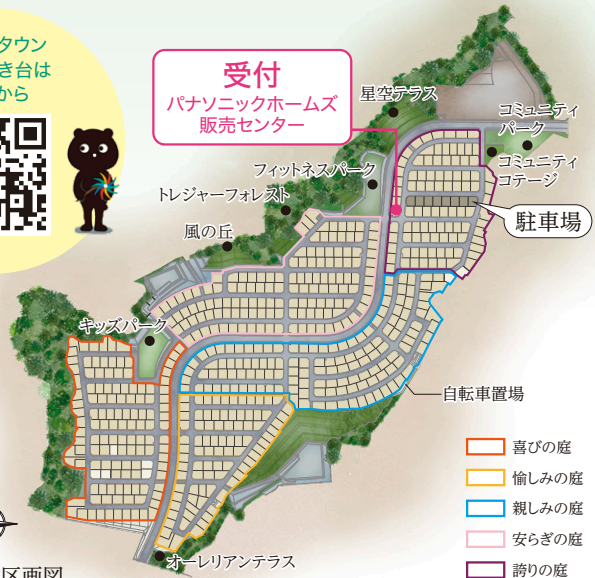 タウン
き台は
から
受付
パナソニックホームズ
販売センター
星空テラス
コミュニティ
パーク
コミュニティ
コテージ
フィットネスパーク
トレジャーフォレスト
駐車場
風の丘
キッズパーク
自転車置場
喜びの庭
愉しみの庭
親しみの庭
安らぎの庭
誇りの庭
オーレリアンテラス
区画図